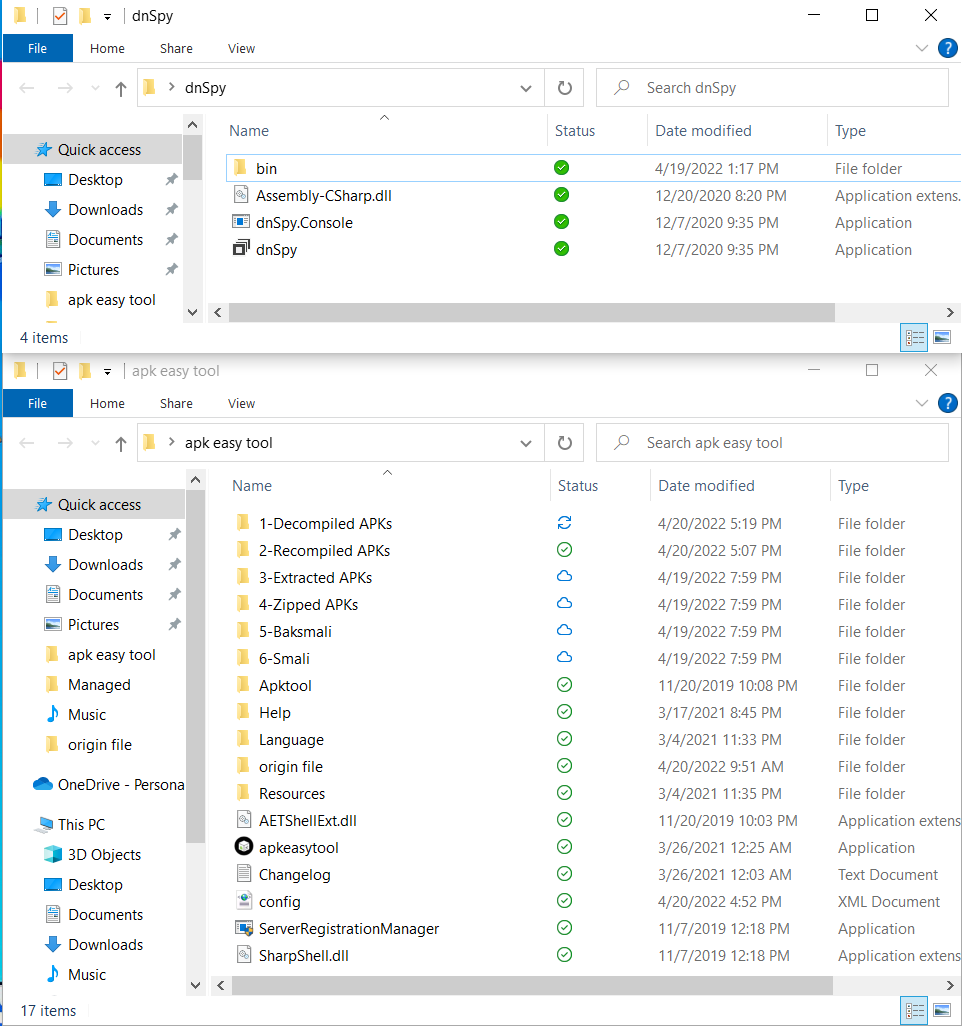 dnSpy
File Home Share View
dnSpy
Search dnSpy
Name Status Date modified Type
Quick access
Desktop
Downloads
Documents
Pictures
apk easy tool
bin 4/19/2022 1:17 PM File folder
Assembly-CSharp.dll 12/20/2020 8:20 PM Application extens.
dnSpy.Console 12/7/2020 9:35 PM Application
dnSpy 12/7/2020 9:35 PM Application
4 items
apk easy tool
File Home Share View
apk easy tool
Search apk easy tool
Name Status Date modified Type
Quick access
Desktop
Downloads
Documents
Pictures
apk easy tool
Managed
Music
origin file
OneDrive - Persona
This PC
3D Objects
Desktop
Documents
Downloads
Music
1-Decompiled APKs 4/20/2022 5:19 PM File folder
2-Recompiled APKs 4/20/2022 5:07 PM File folder
3-Extracted APKs 4/19/2022 7:59 PM File folder
4-Zipped APKs 4/19/2022 7:59 PM File folder
5-Baksmali 4/19/2022 7:59 PM File folder
6-Smali 4/19/2022 7:59 PM File folder
Apktool 11/20/2019 10:08 PM File folder
Help 3/17/2021 8:45 PM File folder
Language 3/4/2021 11:33 PM File folder
origin file 4/20/2022 9:51 AM File folder
Resources 3/4/2021 11:35 PM File folder
AETShellExt.dll 11/20/2019 10:03 PM Application extens
apkeasytool 3/26/2021 12:25 AM Application
Changelog 3/26/2021 12:03 AM Text Document
config 4/20/2022 4:52 PM XML Document
ServerRegistrationManager 11/7/2019 12:18 PM Application
SharpShell.dll 11/7/2019 12:18 PM Application extens
17 items